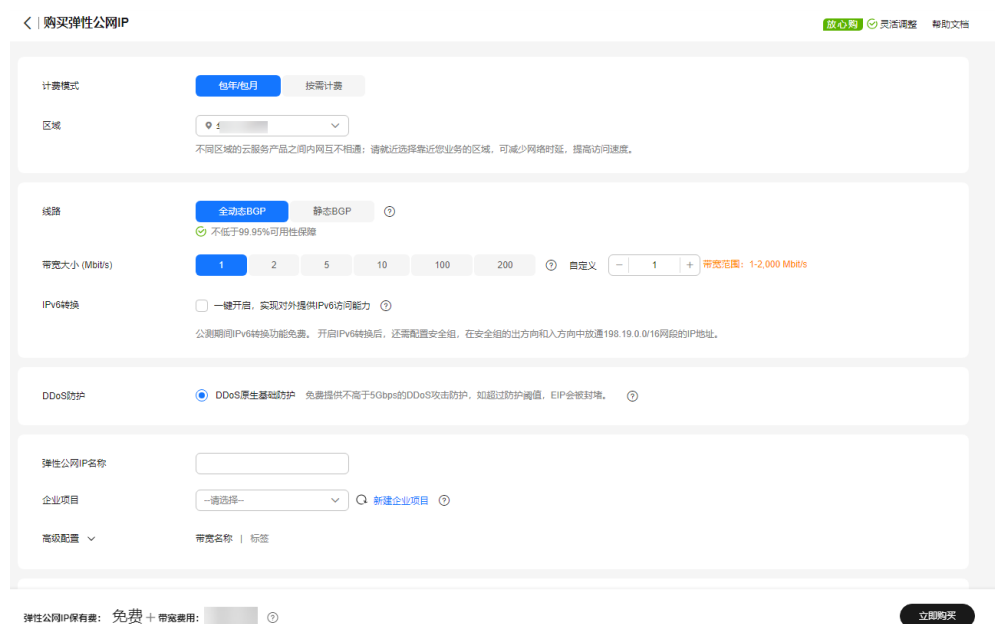 购买弹性公网IP 放心购 灵活调整 帮助文档
计费模式 包年/包月 按需计费
区域
不同区域的云服务产品之间内网互不相通；请就近选择靠近您业务的区域，可减少网络时延，提高访问速度。
线路 全动态BGP 静态BGP
不低于99.95%可用性保障
带宽大小 (Mbit/s) 1 2 5 10 100 200 自定义 − 1 + 带宽范围：1-2,000 Mbit/s
IPv6转换 一键开启，实现对外提供IPv6访问能力
公测期间IPv6转换功能免费。 开启IPv6转换后，还需配置安全组，在安全组的出方向和入方向中放通198.19.0.0/16网段的IP地址。
DDoS防护 DDoS原生基础防护 免费提供不高于5Gbps的DDoS攻击防护，如超过防护阈值，EIP会被封堵。
弹性公网IP名称
企业项目 --请选择-- 新建企业项目
高级配置 带宽名称 | 标签
弹性公网IP保有费： 免费 + 带宽费用： 立即购买